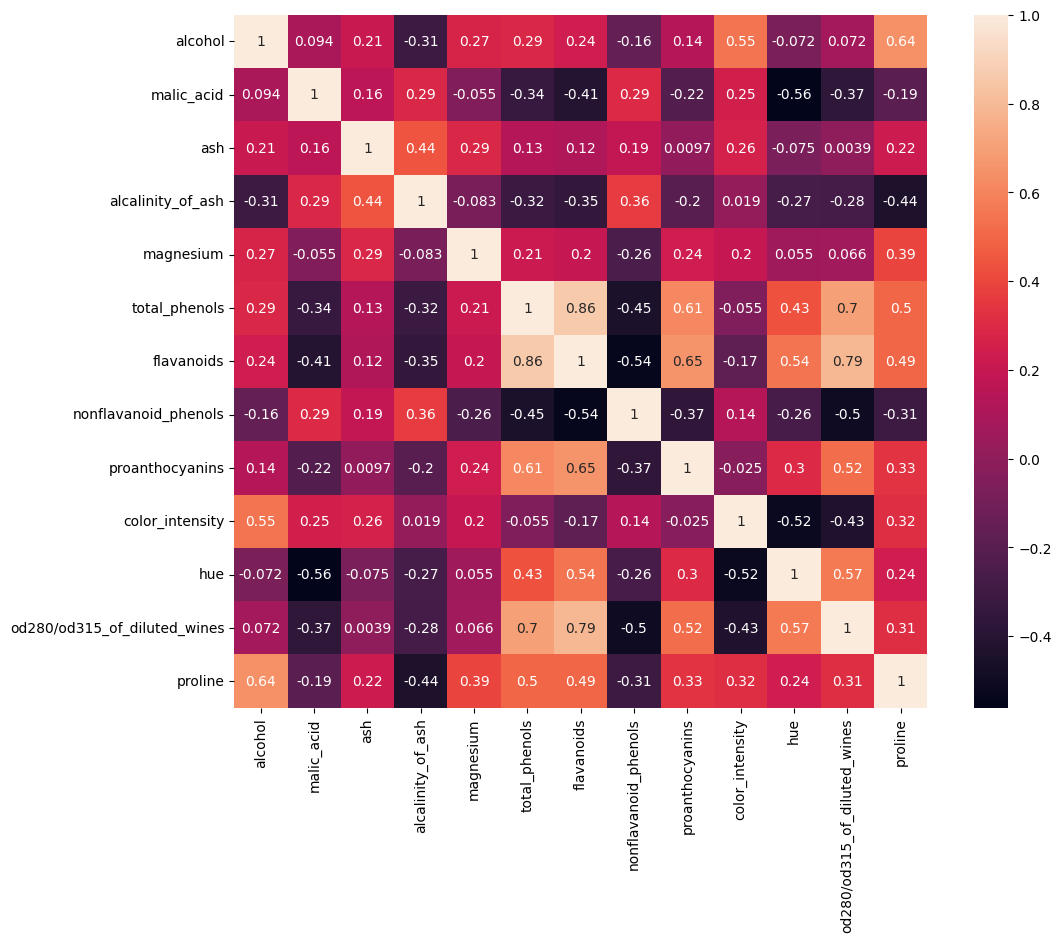 alcohol 1 0.094 0.21 -0.31 0.27 0.29 0.24 -0.16 0.14 0.55 -0.072 0.072 0.64
malic_acid 0.094 1 0.16 0.29 -0.055 -0.34 -0.41 0.29 -0.22 0.25 -0.56 -0.37 -0.19
ash 0.21 0.16 1 0.44 0.29 0.13 0.12 0.19 0.0097 0.26 -0.075 0.0039 0.22
alcalinity_of_ash -0.31 0.29 0.44 1 -0.083 -0.32 -0.35 0.36 -0.2 0.019 -0.27 -0.28 -0.44
magnesium 0.27 -0.055 0.29 -0.083 1 0.21 0.2 -0.26 0.24 0.2 0.055 0.066 0.39
total_phenols 0.29 -0.34 0.13 -0.32 0.21 1 0.86 -0.45 0.61 -0.055 0.43 0.7 0.5
flavanoids 0.24 -0.41 0.12 -0.35 0.2 0.86 1 -0.54 0.65 -0.17 0.54 0.79 0.49
nonflavanoid_phenols -0.16 0.29 0.19 0.36 -0.26 -0.45 -0.54 1 -0.37 0.14 -0.26 -0.5 -0.31
proanthocyanins 0.14 -0.22 0.0097 -0.2 0.24 0.61 0.65 -0.37 1 -0.025 0.3 0.52 0.33
color_intensity 0.55 0.25 0.26 0.019 0.2 -0.055 -0.17 0.14 -0.025 1 -0.52 -0.43 0.32
hue -0.072 -0.56 -0.075 -0.27 0.055 0.43 0.54 -0.26 0.3 -0.52 1 0.57 0.24
od280/od315_of_diluted_wines 0.072 -0.37 0.0039 -0.28 0.066 0.7 0.79 -0.5 0.52 -0.43 0.57 1 0.31
proline 0.64 -0.19 0.22 -0.44 0.39 0.5 0.49 -0.31 0.33 0.32 0.24 0.31 1
alcohol
malic_acid
ash
alcalinity_of_ash
magnesium
total_phenols
flavanoids
nonflavanoid_phenols
proanthocyanins
color_intensity
hue
od280/od315_of_diluted_wines
proline
1.0
0.8
0.6
0.4
0.2
0.0
-0.2
-0.4